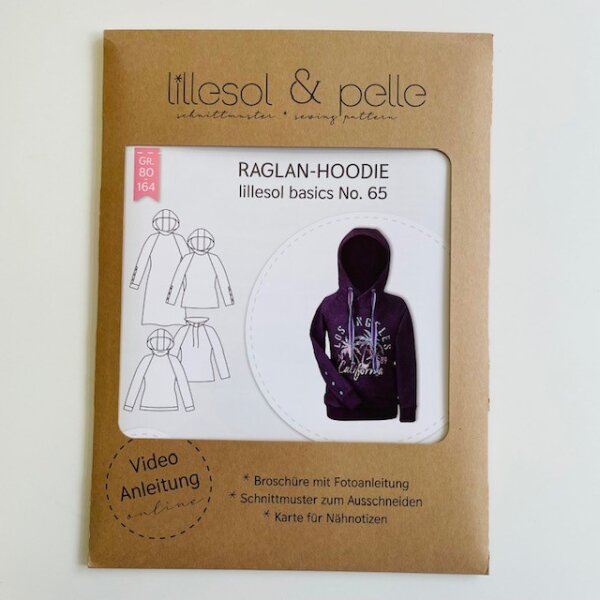 lillesol & pelle
schnittmuster * sewing pattern
GR.
80
-
164
RAGLAN-HOODIE
lillesol basics No. 65
LOS ANGELES
89
California
Video
Anleitung
online
* Broschüre mit Fotoanleitung
* Schnittmuster zum Ausschneiden
* Karte für Nähnotizen